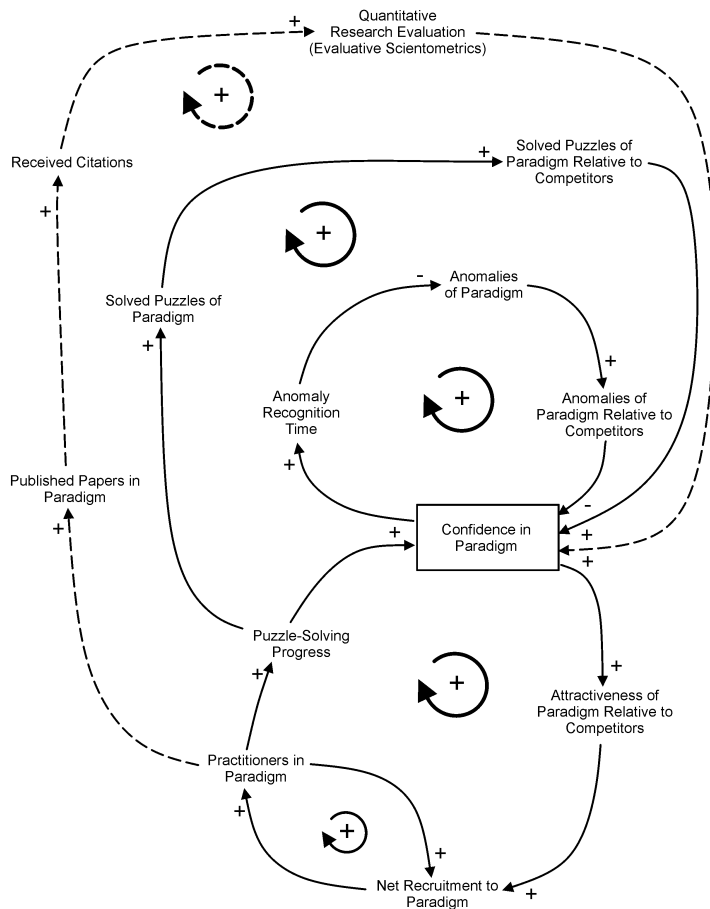 Quantitative
Research Evaluation
(Evaluative Scientometrics)
+
+
Received Citations
+
Solved Puzzles of
Paradigm Relative to
Competitors
+
+
Solved Puzzles of
Paradigm
+
-
Anomalies
of Paradigm
+
Anomaly
Recognition
Time
+
+
Anomalies of
Paradigm Relative to
Competitors
-
Published Papers in
Paradigm
+
Confidence in
Paradigm
+
+
+
Puzzle-Solving
Progress
+
+
+
Attractiveness of
Paradigm Relative to
Competitors
Practitioners in
Paradigm
+
+
+
Net Recruitment to
Paradigm
+